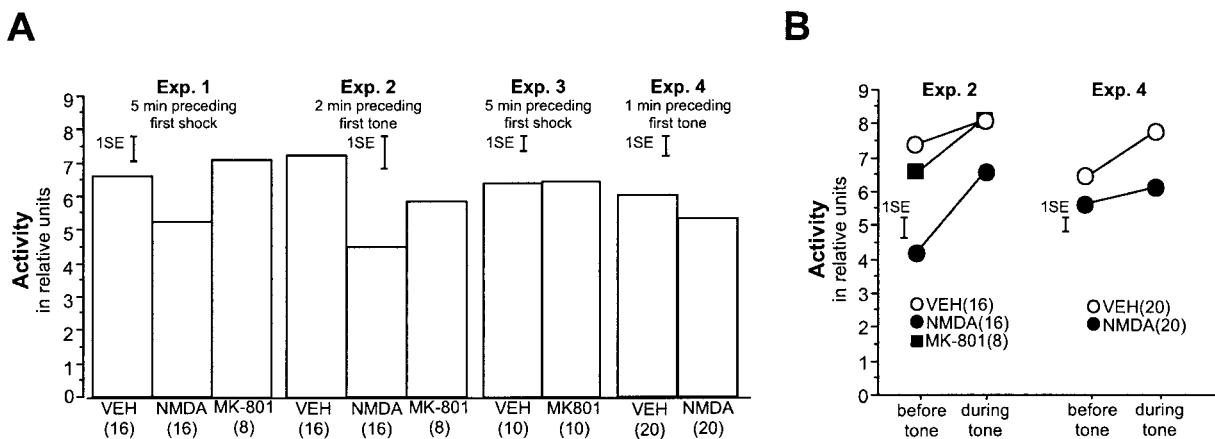 A
B
Exp. 1
5 min preceding
first shock
Exp. 2
2 min preceding
first tone
Exp. 3
5 min preceding
first shock
Exp. 4
1 min preceding
first tone
1SE
1SE
1SE
1SE
Activity
in relative units
9
8
7
6
5
4
3
2
1
0
VEH
(16)
NMDA
(16)
MK-801
(8)
VEH
(16)
NMDA
(16)
MK-801
(8)
VEH
(10)
MK801
(10)
VEH
(20)
NMDA
(20)
Exp. 2
Exp. 4
Activity
in relative units
9
8
7
6
5
4
3
2
1
0
1SE
1SE
VEH(16)
NMDA(16)
MK-801(8)
VEH(20)
NMDA(20)
before
tone
during
tone
before
tone
during
tone